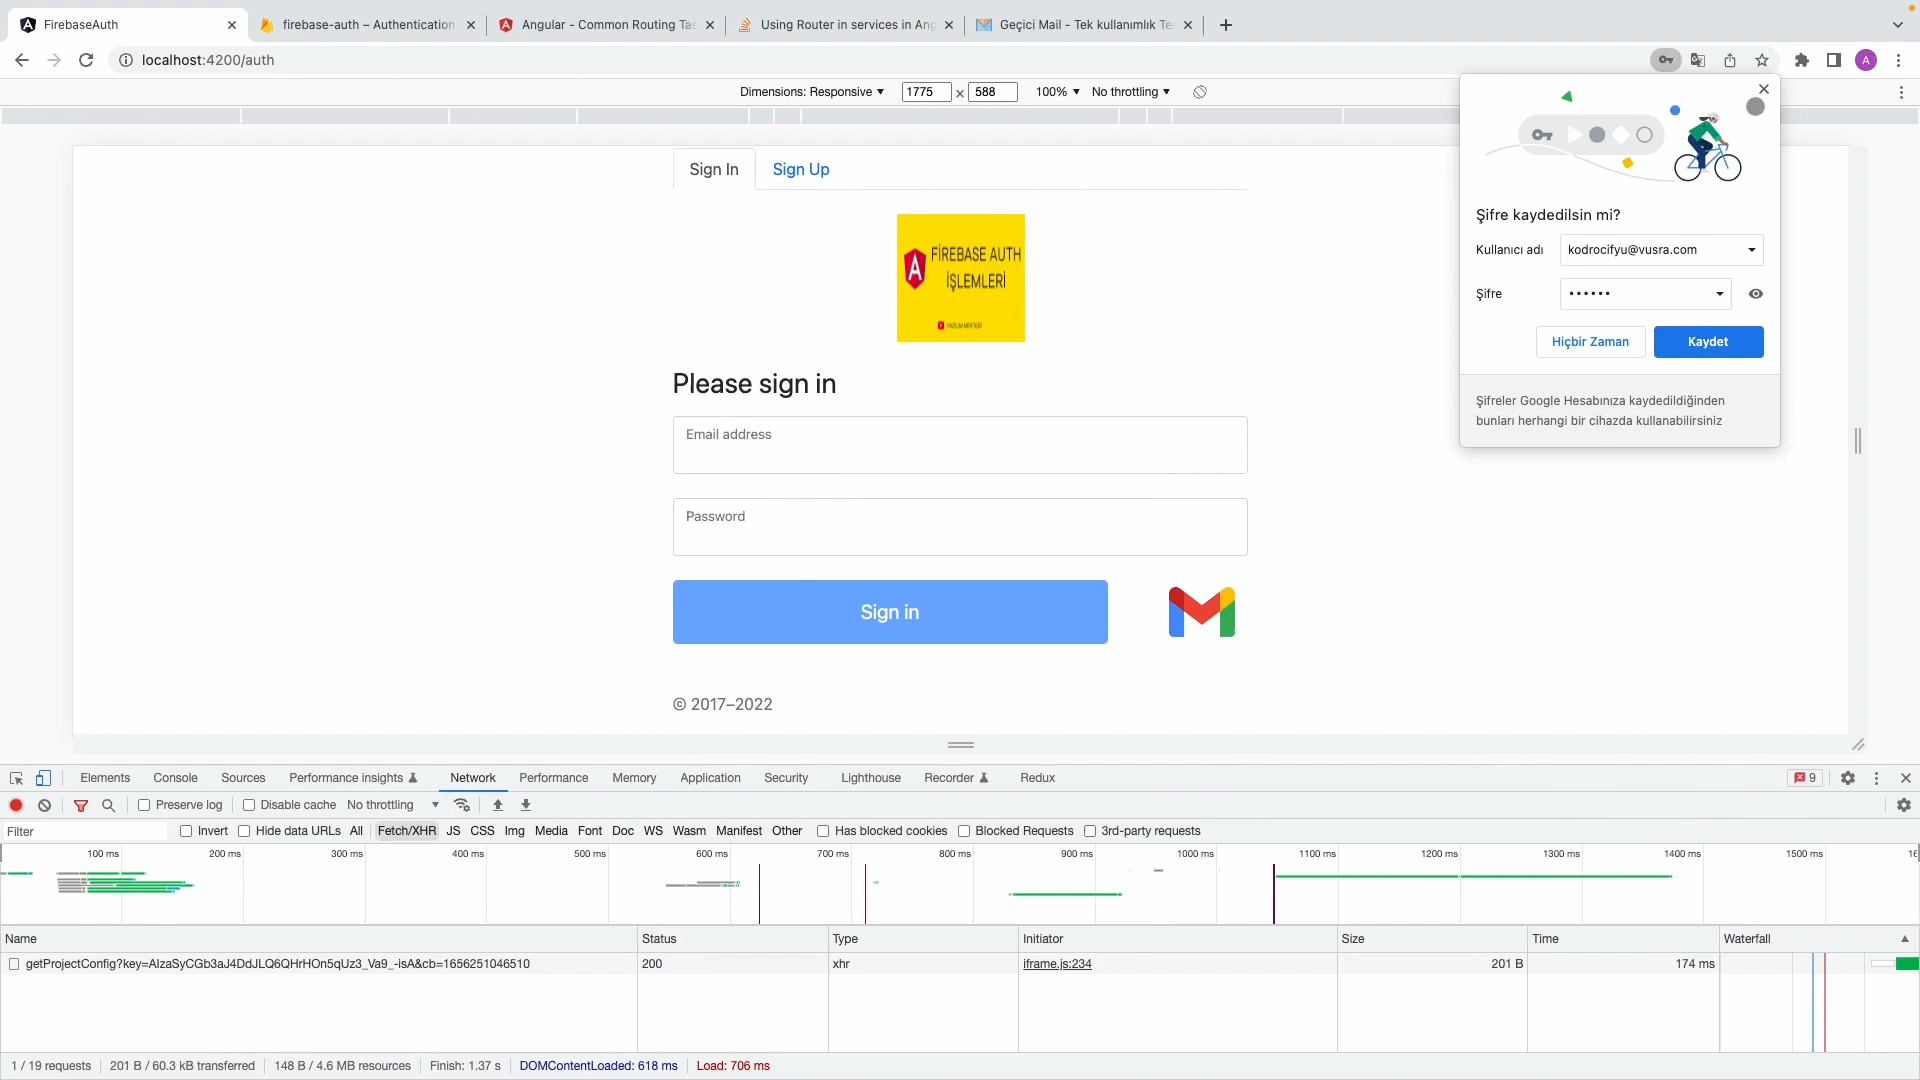 FirebaseAuth
firebase-auth – Authentication
Angular - Common Routing Tas
Using Router in services in Ang
Geçici Mail - Tek kullanımlık Te
localhost:4200/auth
A
Dimensions: Responsive ▼ 1775 × 588 100% ▼ No throttling ▼
Sign In
Sign Up
FİREBASE AUTH
İŞLEMLERİ
YAZILIM MEKTEBİ
Please sign in
Email address
Password
Sign in
© 2017–2022
Şifre kaydedilsin mi?
Kullanıcı adı kodrocifyu@vusra.com
Şifre ••••••
Hiçbir Zaman Kaydet
Şifreler Google Hesabınıza kaydedildiğinden
bunları herhangi bir cihazda kullanabilirsiniz
Elements Console Sources Performance insights Network Performance Memory Application Security Lighthouse Recorder Redux 9
Preserve log Disable cache No throttling
Filter Invert Hide data URLs All Fetch/XHR JS CSS Img Media Font Doc WS Wasm Manifest Other Has blocked cookies Blocked Requests 3rd-party requests
100 ms 200 ms 300 ms 400 ms 500 ms 600 ms 700 ms 800 ms 900 ms 1000 ms 1100 ms 1200 ms 1300 ms 1400 ms 1500 ms 16
Name Status Type Initiator Size Time Waterfall
getProjectConfig?key=AIzaSyCGb3aJ4DdJLQ6QHrHOn5qUz3_Va9_-isA&cb=1656251046510 200 xhr iframe.js:234 201 B 174 ms
1 / 19 requests 201 B / 60.3 kB transferred 148 B / 4.6 MB resources Finish: 1.37 s DOMContentLoaded: 618 ms Load: 706 ms